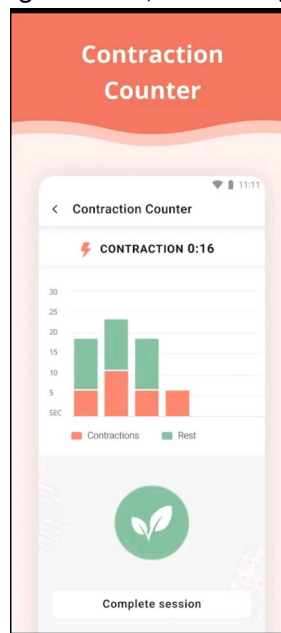 Contraction
Counter
11:11
< Contraction Counter
CONTRACTION 0:16
30
25
20
15
10
5
SEC
Contractions Rest
Complete session